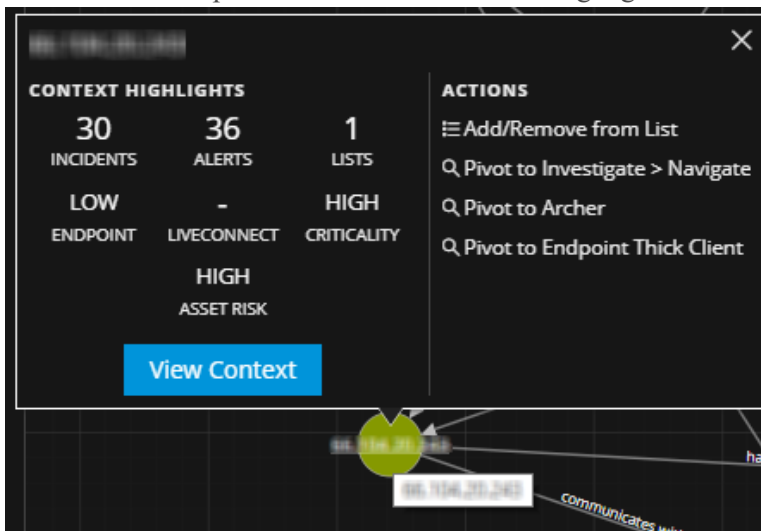 CONTEXT HIGHLIGHTS
30
INCIDENTS
36
ALERTS
1
LISTS
LOW
ENDPOINT
-
LIVECONNECT
HIGH
CRITICALITY
HIGH
ASSET RISK
View Context
ACTIONS
Add/Remove from List
Pivot to Investigate > Navigate
Pivot to Archer
Pivot to Endpoint Thick Client
ha
communicates